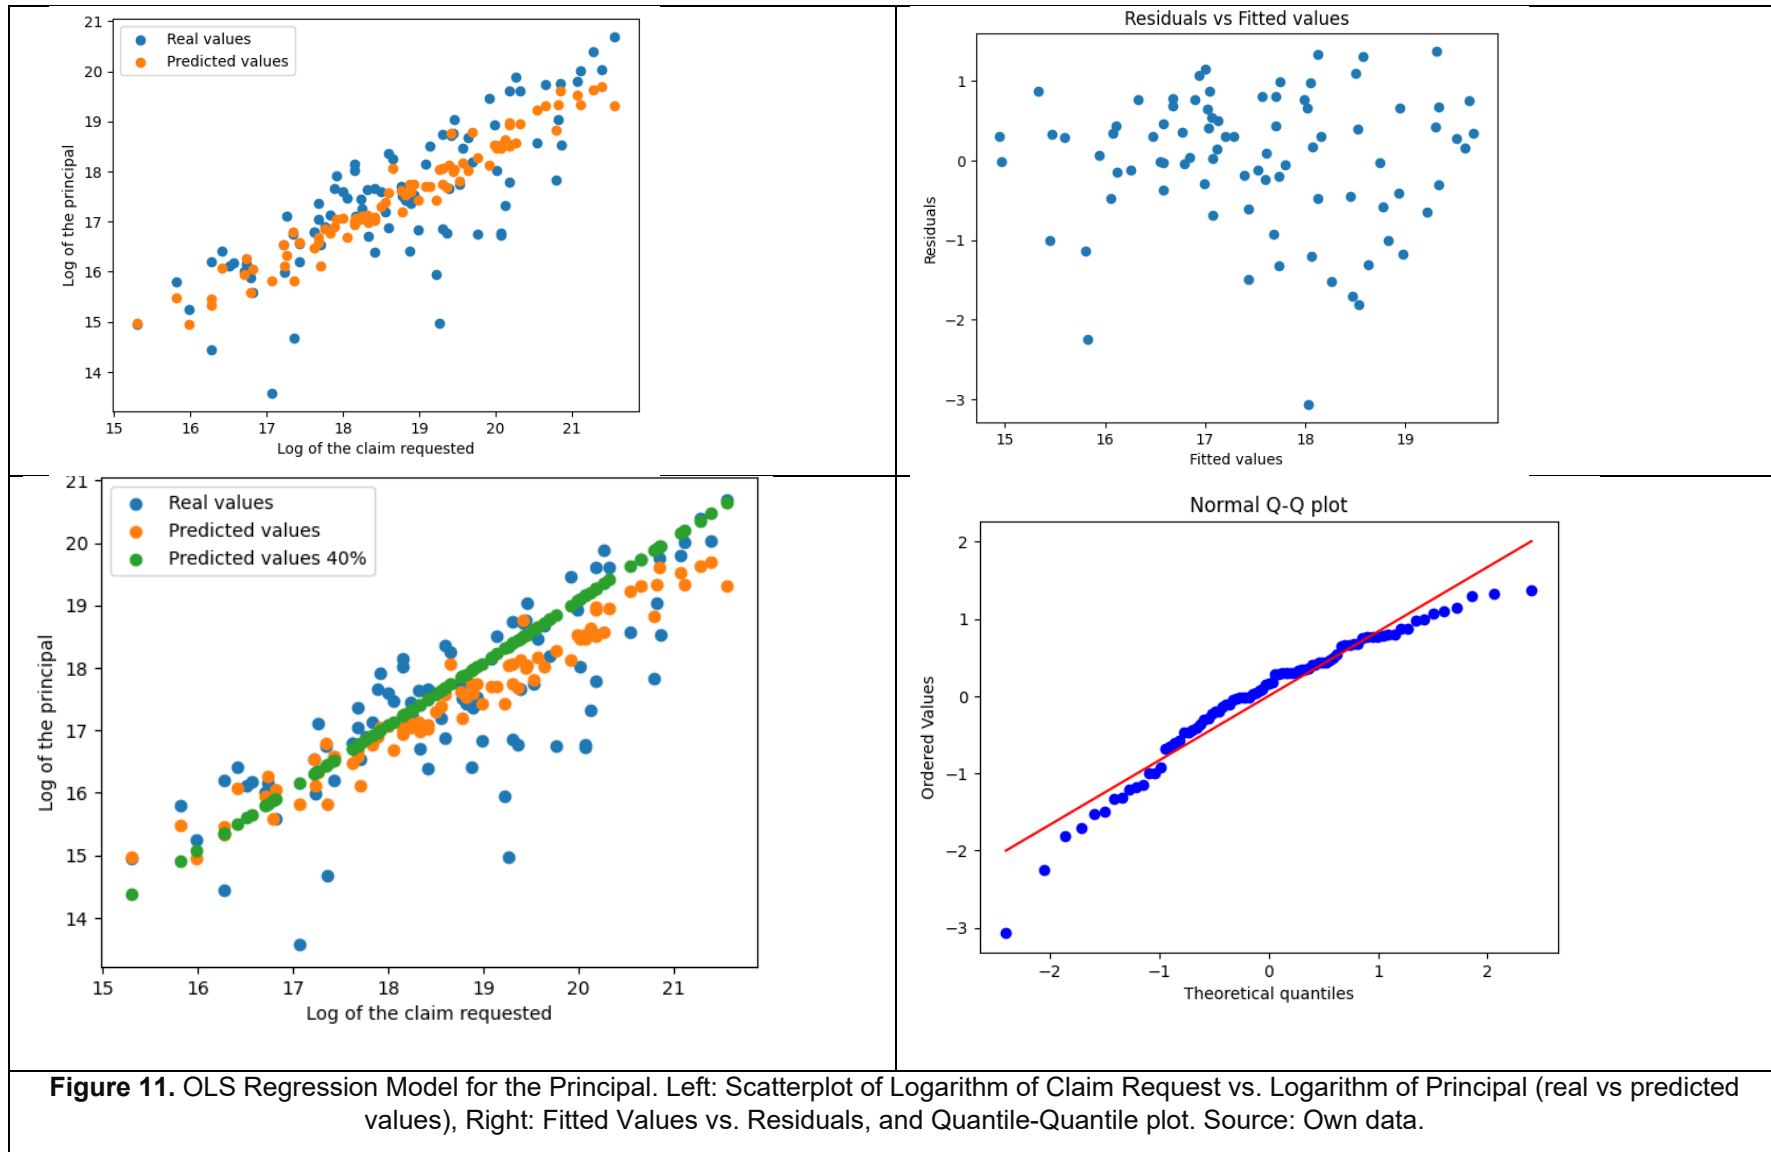 Real values
Predicted values
21
20
19
18
17
16
15
14
Log of the principal
15 16 17 18 19 20 21
Log of the claim requested
Residuals vs Fitted values
1
0
−1
−2
−3
Residuals
15 16 17 18 19
Fitted values
Real values
Predicted values
Predicted values 40%
21
20
19
18
17
16
15
14
Log of the principal
15 16 17 18 19 20 21
Log of the claim requested
Normal Q-Q plot
2
1
0
−1
−2
−3
Ordered Values
−2 −1 0 1 2
Theoretical quantiles
Figure 11. OLS Regression Model for the Principal. Left: Scatterplot of Logarithm of Claim Request vs. Logarithm of Principal (real vs predicted
values), Right: Fitted Values vs. Residuals, and Quantile-Quantile plot. Source: Own data.